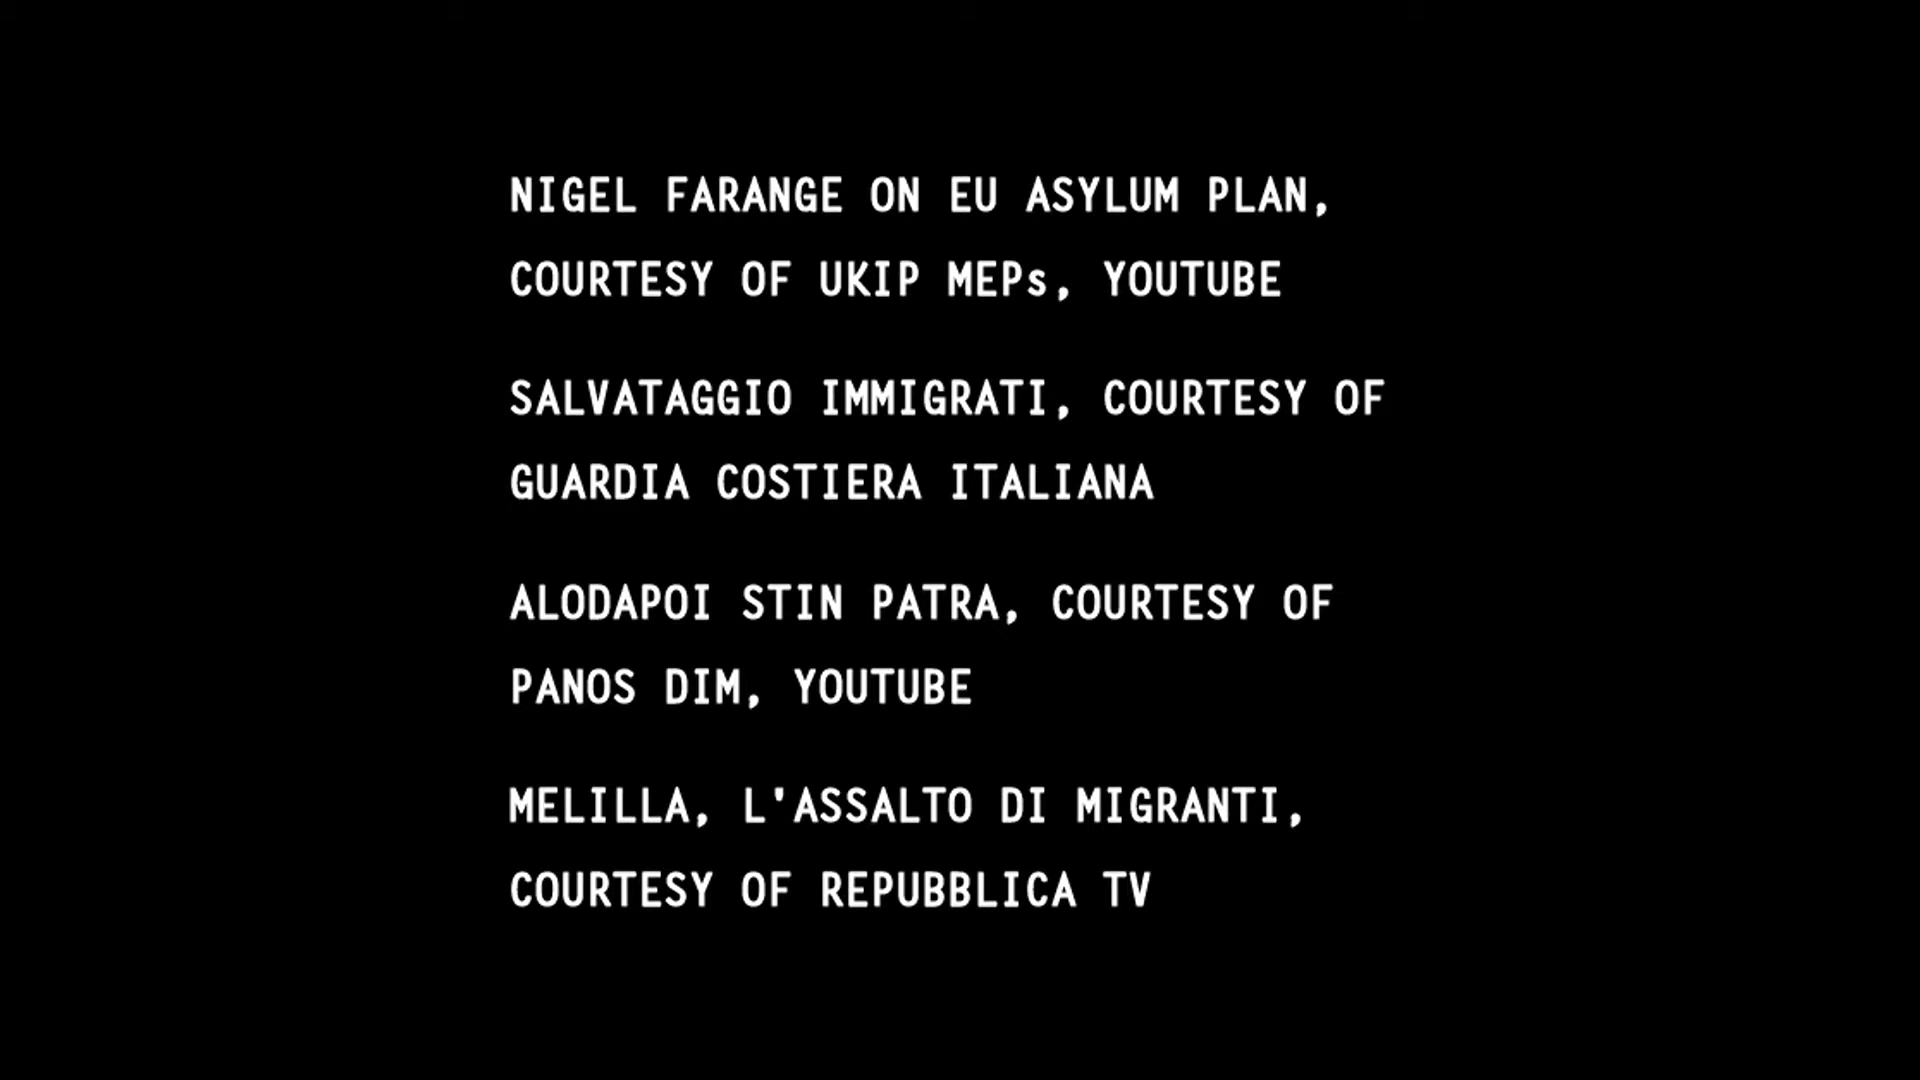 NIGEL FARANGE ON EU ASYLUM PLAN,
COURTESY OF UKIP MEPs, YOUTUBE
SALVATAGGIO IMMIGRATI, COURTESY OF
GUARDIA COSTIERA ITALIANA
ALODAPOI STIN PATRA, COURTESY OF
PANOS DIM, YOUTUBE
MELILLA, L'ASSALTO DI MIGRANTI,
COURTESY OF REPUBBLICA TV